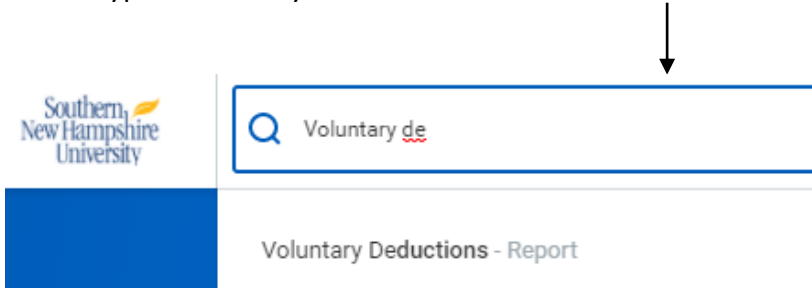 Southern
New Hampshire
University
Voluntary de
Voluntary Deductions - Report